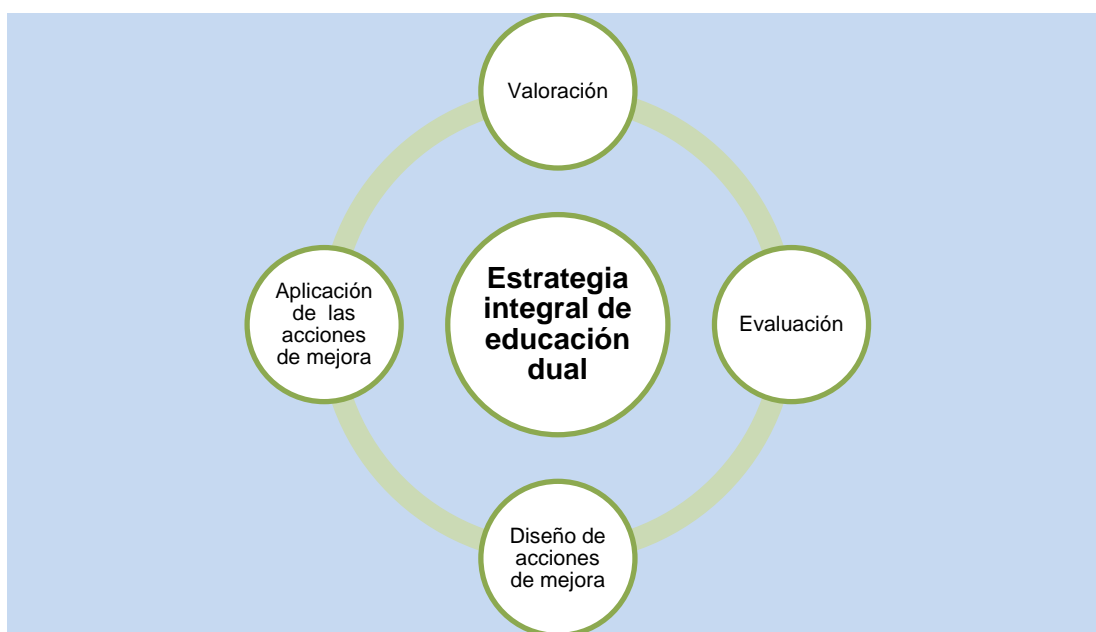 Valoración
Aplicación
de las
acciones
de mejora
Estrategia
integral de
educación
dual
Evaluación
Diseño de
acciones
de mejora